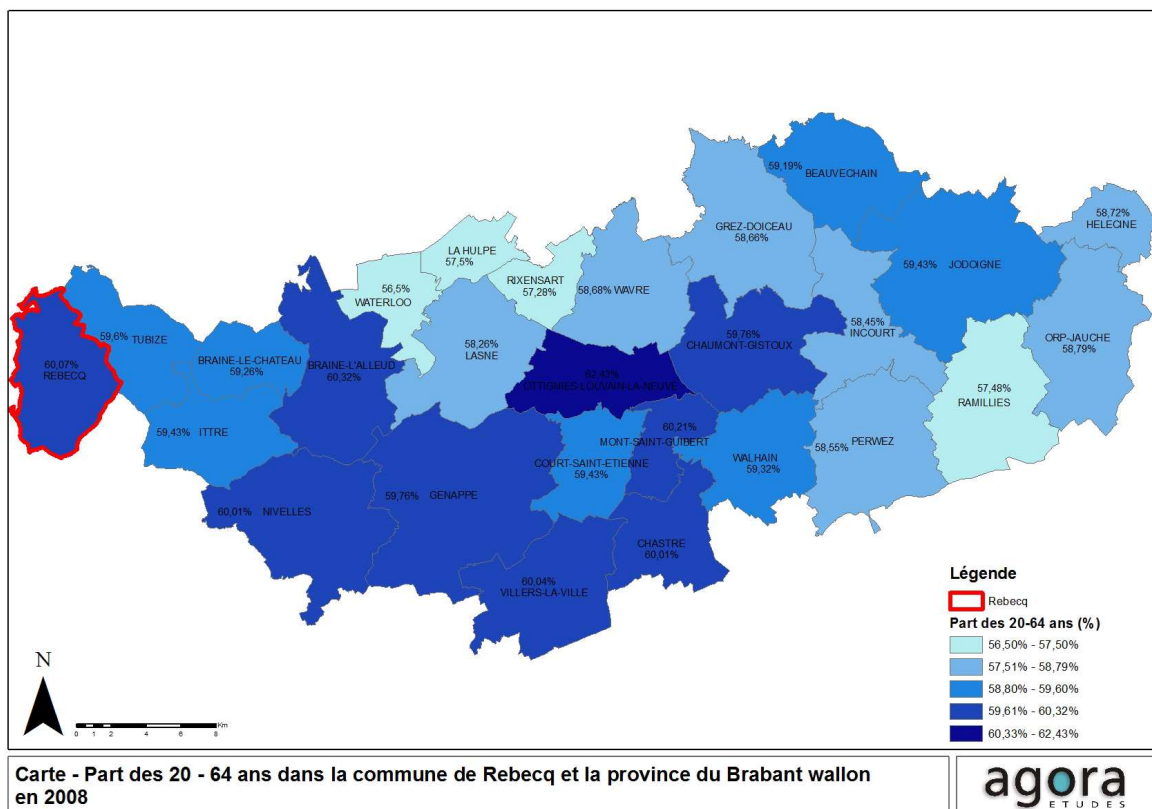 59,19%
BEAUVECHAIN
58,72%
HELECINE
GREZ-DOICEAU
58,66%
LA HULPE
57,5%
59,43% JODOIGNE
56,5%
WATERLOO
RIXENSART
57,28%
58,68% WAVRE
58,45%
INCOURT
59,6% TUBIZE
59,76%
CHAUMONT-GISTOUX
ORP-JAUCHE
58,79%
58,26%
LASNE
BRAINE-LE-CHATEAU
59,26%
BRAINE-L'ALLEUD
60,32%
60,07%
REBECQ
62,43%
OTTIGNIES-LOUVAIN-LA-NEUVE
57,48%
RAMILLIES
59,43% ITTRE
60,21%
MONT-SAINT-GUIBERT
58,55% PERWEZ
WALHAIN
59,32%
COURT-SAINT-ETIENNE
59,43%
59,76% GENAPPE
60,01% NIVELLES
CHASTRE
60,01%
60,04%
VILLERS-LA-VILLE
Légende
Rebecq
Part des 20-64 ans (%)
56,50% - 57,50%
57,51% - 58,79%
58,80% - 59,60%
59,61% - 60,32%
60,33% - 62,43%
N
0 1 2 4 6 8 Km
Carte - Part des 20 - 64 ans dans la commune de Rebecq et la province du Brabant wallon
en 2008
agora
ETUDES